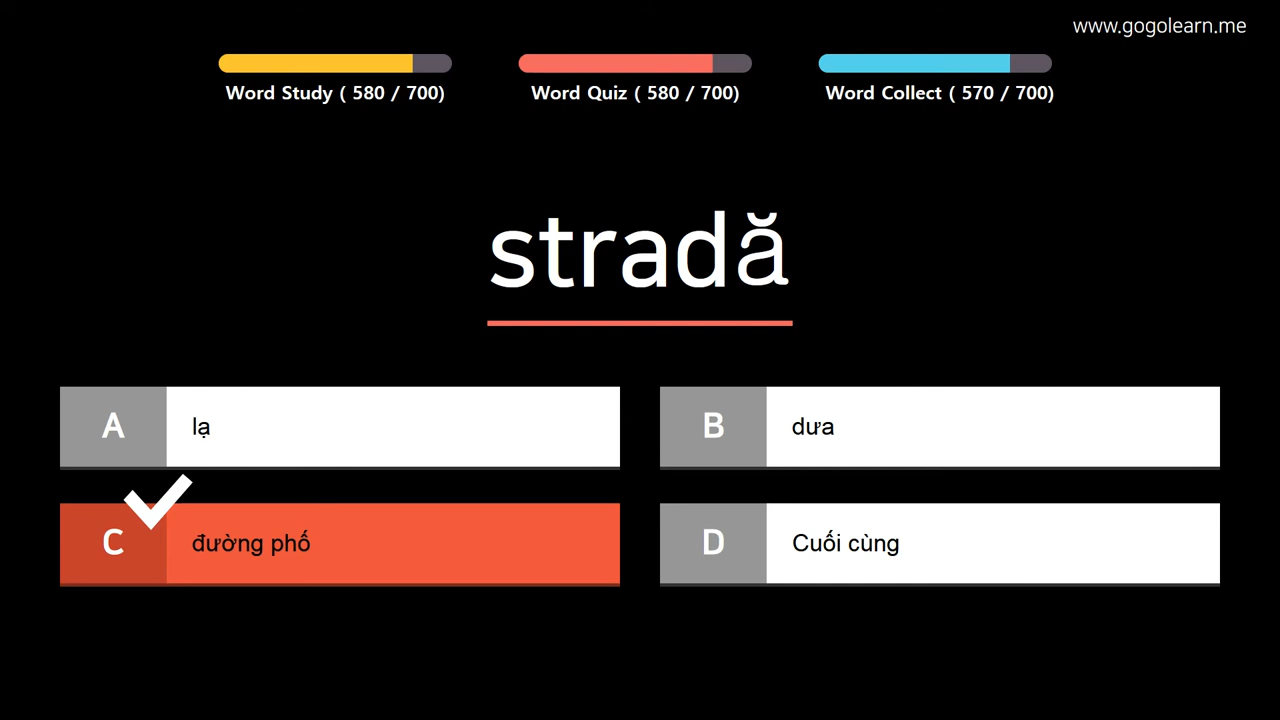 www.gogolearn.me
Word Study ( 580 / 700)
Word Quiz ( 580 / 700)
Word Collect ( 570 / 700)
stradă
A
lạ
B
dưa
C
đường phố
D
Cuối cùng